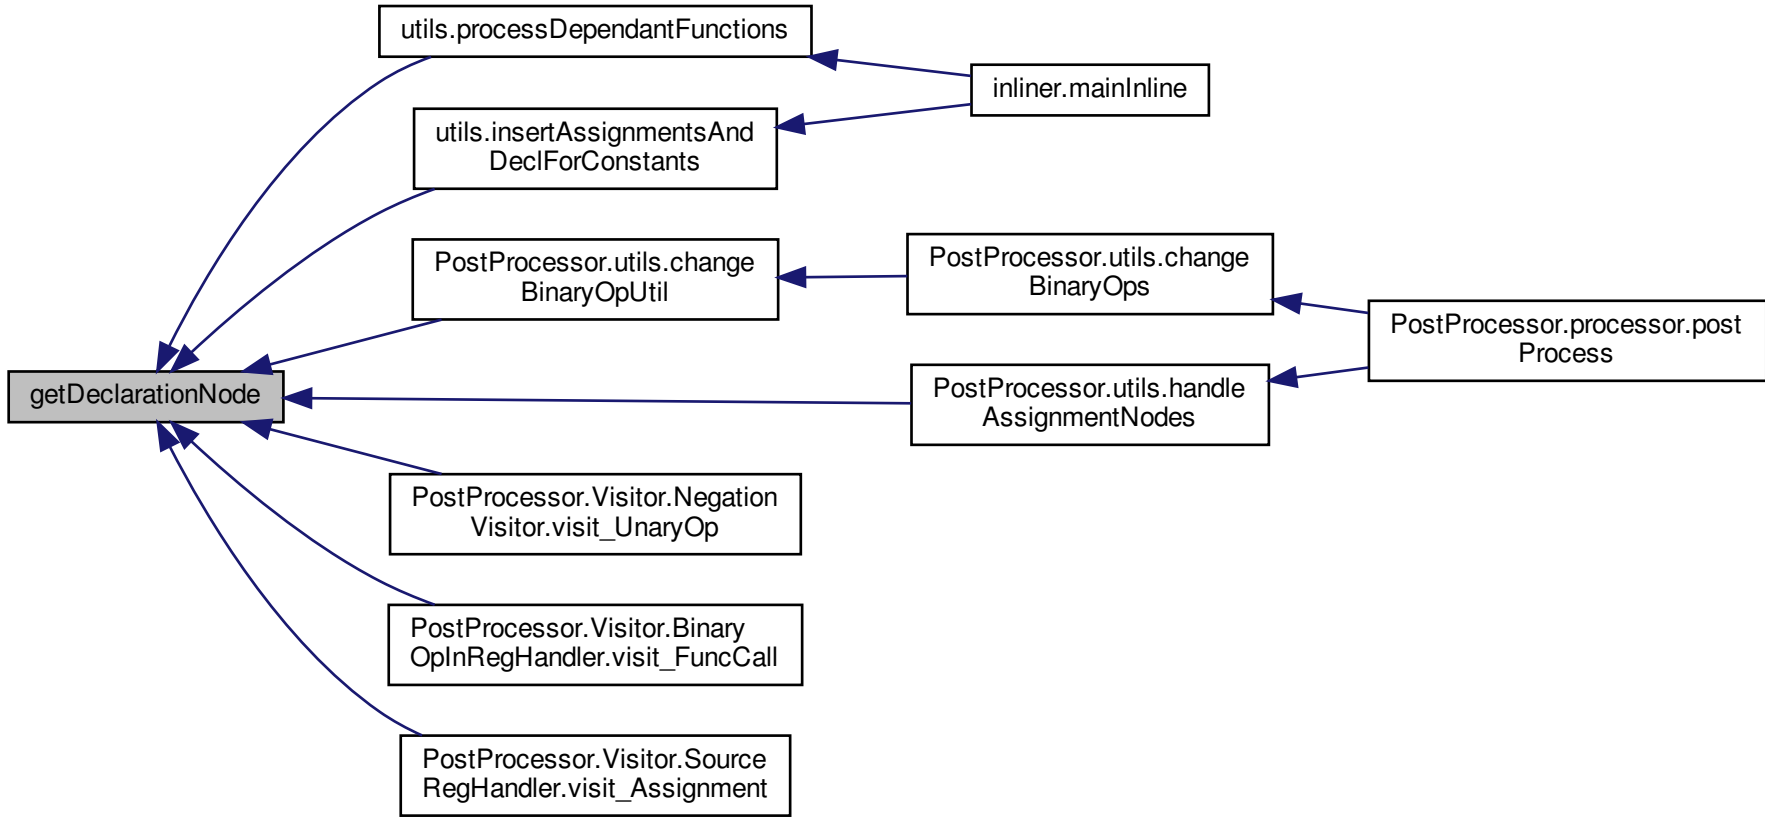 utils.processDependantFunctions
inliner.mainInline
utils.insertAssignmentsAnd
DeclForConstants
PostProcessor.utils.change
BinaryOpUtil
PostProcessor.utils.change
BinaryOps
PostProcessor.processor.post
Process
getDeclarationNode
PostProcessor.utils.handle
AssignmentNodes
PostProcessor.Visitor.Negation
Visitor.visit_UnaryOp
PostProcessor.Visitor.Binary
OpInRegHandler.visit_FuncCall
PostProcessor.Visitor.Source
RegHandler.visit_Assignment